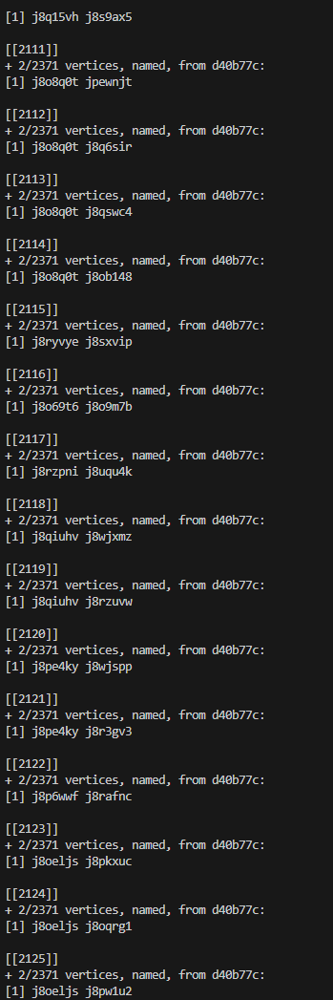 [1] j8q15vh j8s9ax5
[[2111]]
+ 2/2371 vertices, named, from d40b77c:
[1] j8o8q0t jpewnjt
[[2112]]
+ 2/2371 vertices, named, from d40b77c:
[1] j8o8q0t j8q6sir
[[2113]]
+ 2/2371 vertices, named, from d40b77c:
[1] j8o8q0t j8qswc4
[[2114]]
+ 2/2371 vertices, named, from d40b77c:
[1] j8o8q0t j8ob148
[[2115]]
+ 2/2371 vertices, named, from d40b77c:
[1] j8ryvye j8sxvip
[[2116]]
+ 2/2371 vertices, named, from d40b77c:
[1] j8o69t6 j8o9m7b
[[2117]]
+ 2/2371 vertices, named, from d40b77c:
[1] j8rzpni j8uqu4k
[[2118]]
+ 2/2371 vertices, named, from d40b77c:
[1] j8qiuhv j8wjxmz
[[2119]]
+ 2/2371 vertices, named, from d40b77c:
[1] j8qiuhv j8rzuvw
[[2120]]
+ 2/2371 vertices, named, from d40b77c:
[1] j8pe4ky j8wjspp
[[2121]]
+ 2/2371 vertices, named, from d40b77c:
[1] j8pe4ky j8r3gv3
[[2122]]
+ 2/2371 vertices, named, from d40b77c:
[1] j8p6wwf j8rafnc
[[2123]]
+ 2/2371 vertices, named, from d40b77c:
[1] j8oeljs j8pkxuc
[[2124]]
+ 2/2371 vertices, named, from d40b77c:
[1] j8oeljs j8oqrg1
[[2125]]
+ 2/2371 vertices, named, from d40b77c:
[1] j8oeljs j8pw1u2